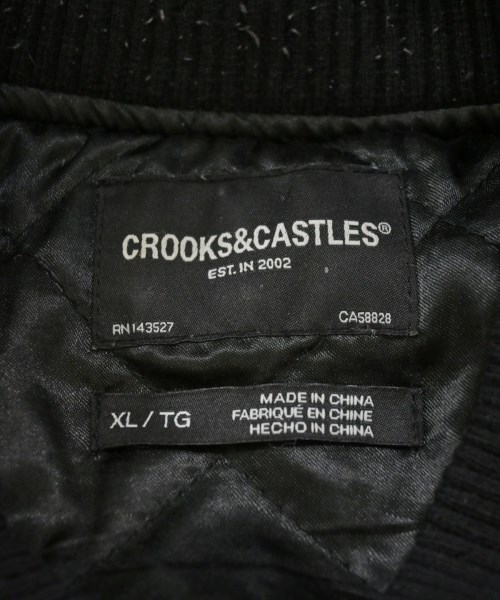 CROOKS&CASTLES®
EST. IN 2002
RN143527 CA58828
XL / TG
MADE IN CHINA
FABRIQUÉ EN CHINE
HECHO IN CHINA